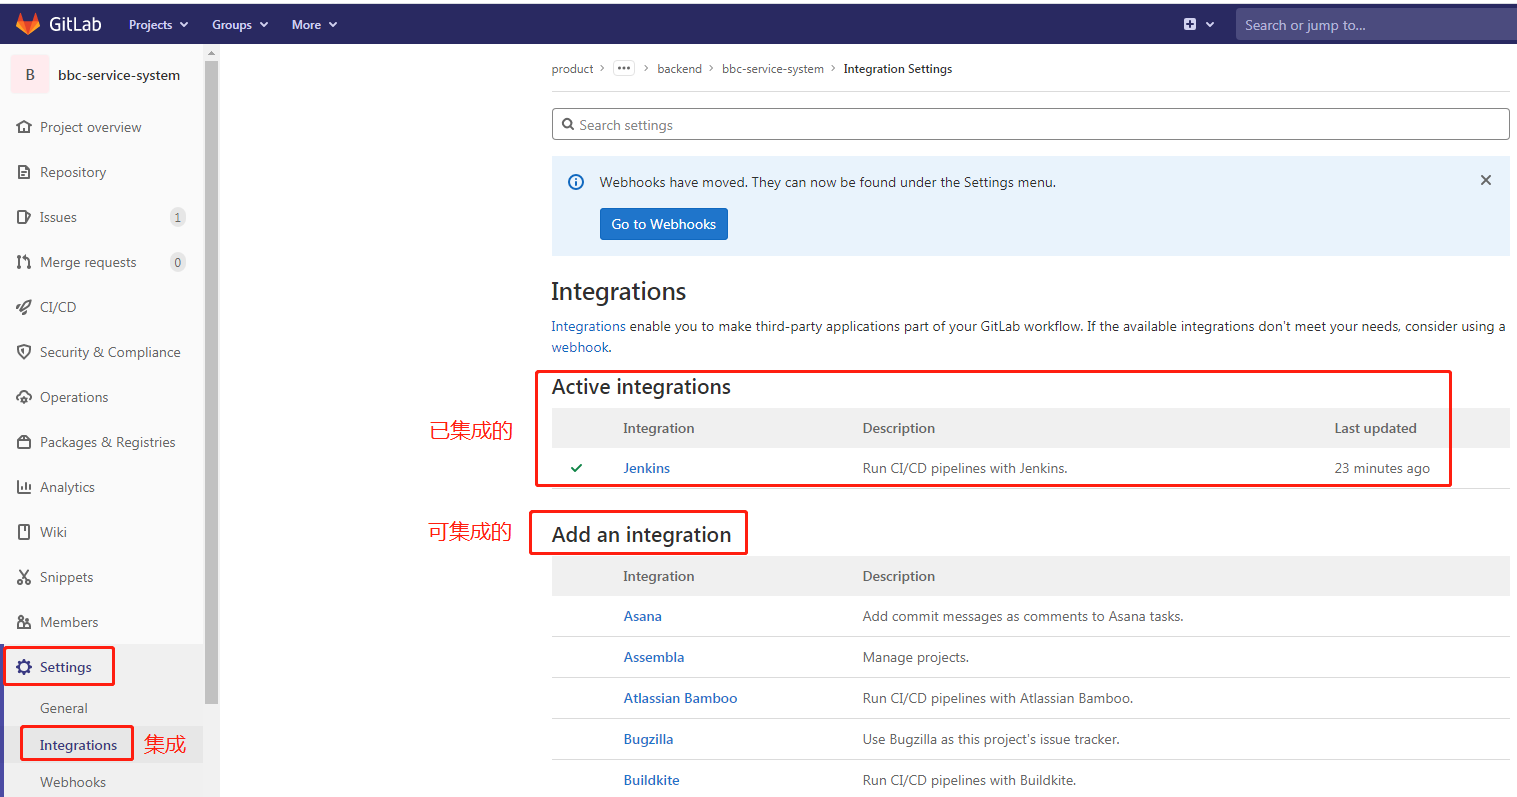 GitLab Projects Groups More Search or jump to...
B bbc-service-system
Project overview
Repository
Issues 1
Merge requests 0
CI/CD
Security & Compliance
Operations
Packages & Registries
Analytics
Wiki
Snippets
Members
Settings
General
Integrations 集成
Webhooks
product > ••• > backend > bbc-service-system > Integration Settings
Search settings
Webhooks have moved. They can now be found under the Settings menu.
Go to Webhooks
Integrations
Integrations enable you to make third-party applications part of your GitLab workflow. If the available integrations don't meet your needs, consider using a
webhook.
已集成的
Active integrations
Integration Description Last updated
Jenkins Run CI/CD pipelines with Jenkins. 23 minutes ago
可集成的
Add an integration
Integration Description
Asana Add commit messages as comments to Asana tasks.
Assembla Manage projects.
Atlassian Bamboo Run CI/CD pipelines with Atlassian Bamboo.
Bugzilla Use Bugzilla as this project's issue tracker.
Buildkite Run CI/CD pipelines with Buildkite.